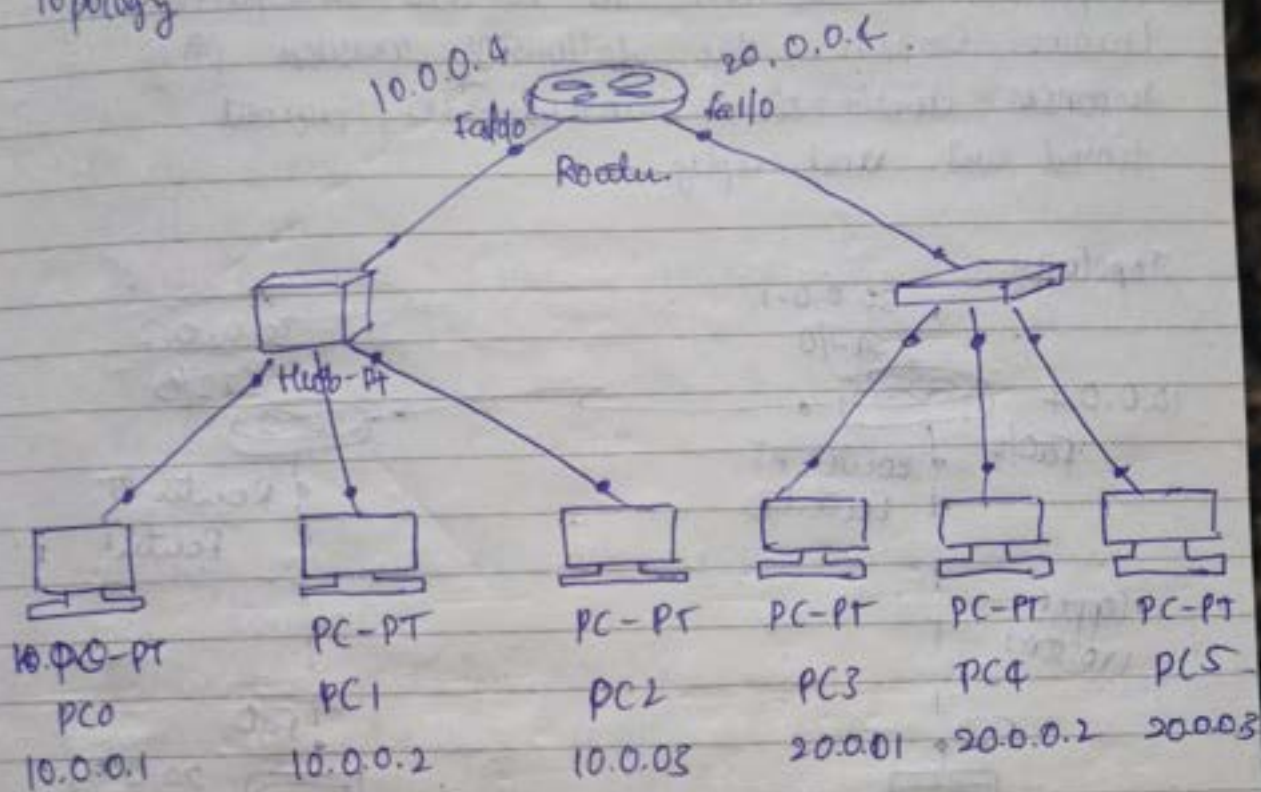 Topology
10.0.0.4
20.0.0.4.
Fa0/0
fa1/0
Router
Hub-PT
PC-PT
PC-PT
PC-PT
PC-PT
PC-PT
PC0
PC1
PC2
PC3
PC4
PC5
10.0.0.1
10.0.0.2
10.0.03
20.0.01
20.0.0.2
20.0.03